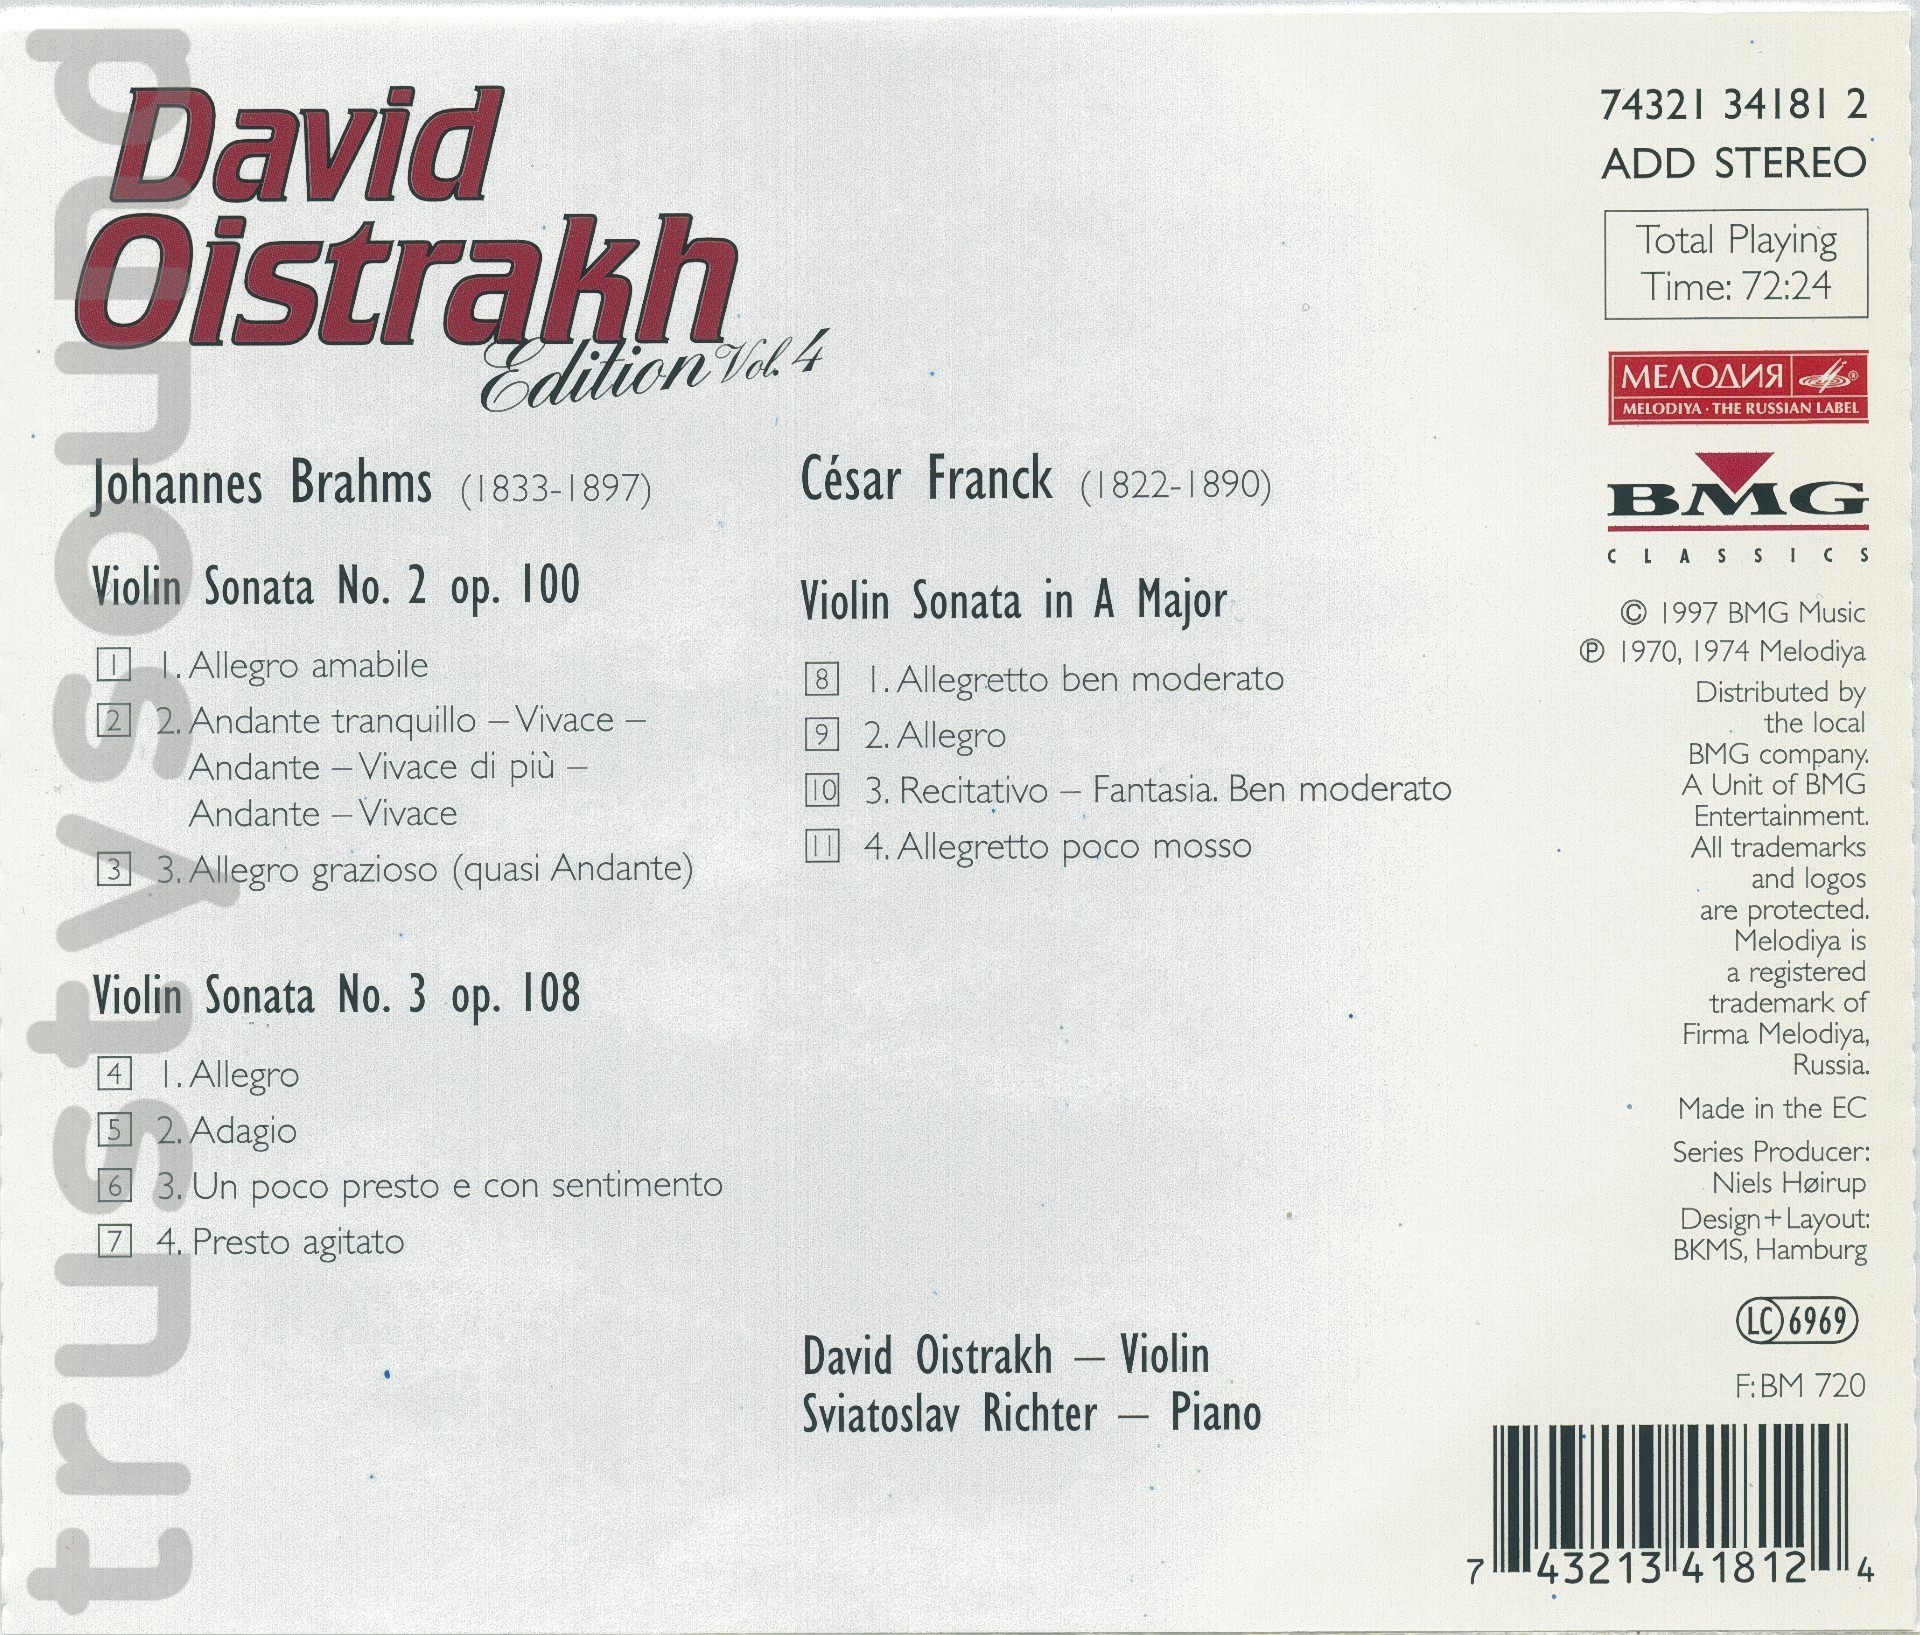 David
Oistrakh
Edition Vol. 4
Johannes Brahms (1833-1897)
Violin Sonata No. 2 op. 100
1 1. Allegro amabile
2 2. Andante tranquillo – Vivace –
Andante – Vivace di più –
Andante – Vivace
3 3. Allegro grazioso (quasi Andante)
Violin Sonata No. 3 op. 108
4 1. Allegro
5 2. Adagio
6 3. Un poco presto e con sentimento
7 4. Presto agitato
César Franck (1822-1890)
Violin Sonata in A Major
8 1. Allegretto ben moderato
9 2. Allegro
10 3. Recitativo – Fantasia. Ben moderato
11 4. Allegretto poco mosso
David Oistrakh – Violin
Sviatoslav Richter – Piano
74321 34181 2
ADD STEREO
Total Playing
Time: 72:24
МЕЛОДИЯ ®
MELODIYA · THE RUSSIAN LABEL
BMG
CLASSICS
© 1997 BMG Music
℗ 1970, 1974 Melodiya
Distributed by
the local
BMG company.
A Unit of BMG
Entertainment.
All trademarks
and logos
are protected.
Melodiya is
a registered
trademark of
Firma Melodiya,
Russia.
Made in the EC
Series Producer:
Niels Høirup
Design+Layout:
BKMS, Hamburg
LC 6969
F: BM 720
7 43213 41812 4
trustysound